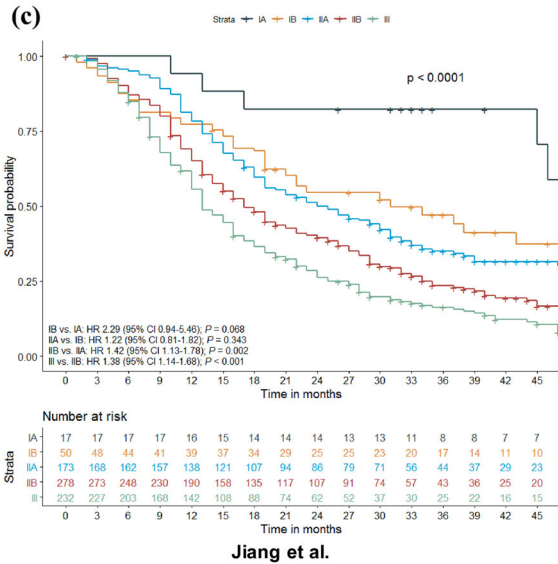 (c)
Strata IA IB IIA IIB III
1.00
0.75
0.50
0.25
0.00
Survival probability
p < 0.0001
IB vs. IA: HR 2.29 (95% CI 0.94-5.46); P = 0.068
IIA vs IB: HR 1.22 (95% CI 0.81-1.82); P = 0.343
IIB vs IIA: HR 1.42 (95% CI 1.13-1.78); P = 0.002
III vs IIB: HR 1.38 (95% CI 1.14-1.68); P < 0.001
0 3 6 9 12 15 18 21 24 27 30 33 36 39 42 45
Time in months
Number at risk
Strata
IA 17 17 17 17 16 15 14 14 14 13 13 11 8 8 7 7
IB 50 48 44 41 39 37 34 29 25 25 23 20 17 14 11 10
IIA 173 168 162 157 138 121 107 94 86 79 71 56 44 37 29 23
IIB 278 273 248 230 190 158 135 117 107 91 74 57 43 36 25 20
III 232 227 203 168 142 108 88 74 62 52 37 30 25 22 16 15
0 3 6 9 12 15 18 21 24 27 30 33 36 39 42 45
Time in months
Jiang et al.